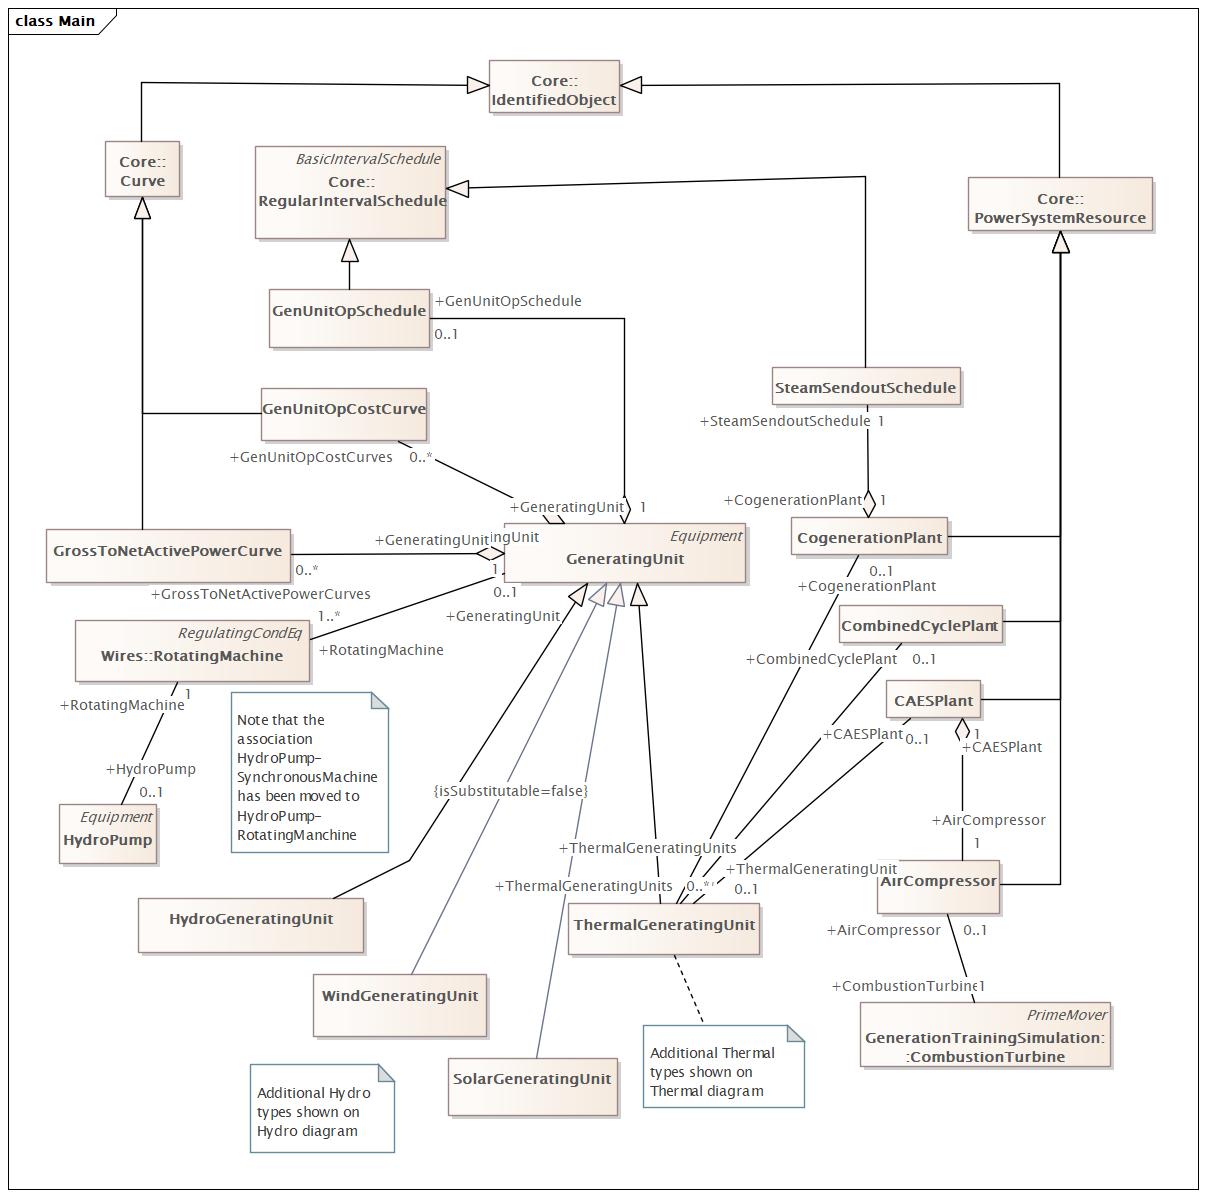 class Main
Core::
IdentifiedObject
Core::
Curve
BasicIntervalSchedule
Core::
RegularIntervalSchedule
Core::
PowerSystemResource
GenUnitOpSchedule
+GenUnitOpSchedule
0..1
SteamSendoutSchedule
+SteamSendoutSchedule 1
GenUnitOpCostCurve
+GenUnitOpCostCurves 0..*
+CogenerationPlant 1
+GeneratingUnit 1
CogenerationPlant
0..1
+CogenerationPlant
Equipment
GeneratingUnit
+GeneratingUnit
ingUnit
1
GrossToNetActivePowerCurve
0..*
+GrossToNetActivePowerCurves
0..1
+GeneratingUnit
1..*
+RotatingMachine
RegulatingCondEq
Wires::RotatingMachine
CombinedCyclePlant
+CombinedCyclePlant 0..1
1
+RotatingMachine
CAESPlant
+CAESPlant 0..1
1
+CAESPlant
Note that the
association
HydroPump-
SynchronousMachine
has been moved to
HydroPump-
RotatingManchine
+HydroPump
0..1
Equipment
HydroPump
{isSubstitutable=false}
+AirCompressor
1
+ThermalGeneratingUnits
+ThermalGeneratingUnit
0..1
+ThermalGeneratingUnits 0..*
AirCompressor
+AirCompressor 0..1
HydroGeneratingUnit
ThermalGeneratingUnit
+CombustionTurbine 1
WindGeneratingUnit
PrimeMover
GenerationTrainingSimulation:
:CombustionTurbine
Additional Thermal
types shown on
Thermal diagram
SolarGeneratingUnit
Additional Hydro
types shown on
Hydro diagram